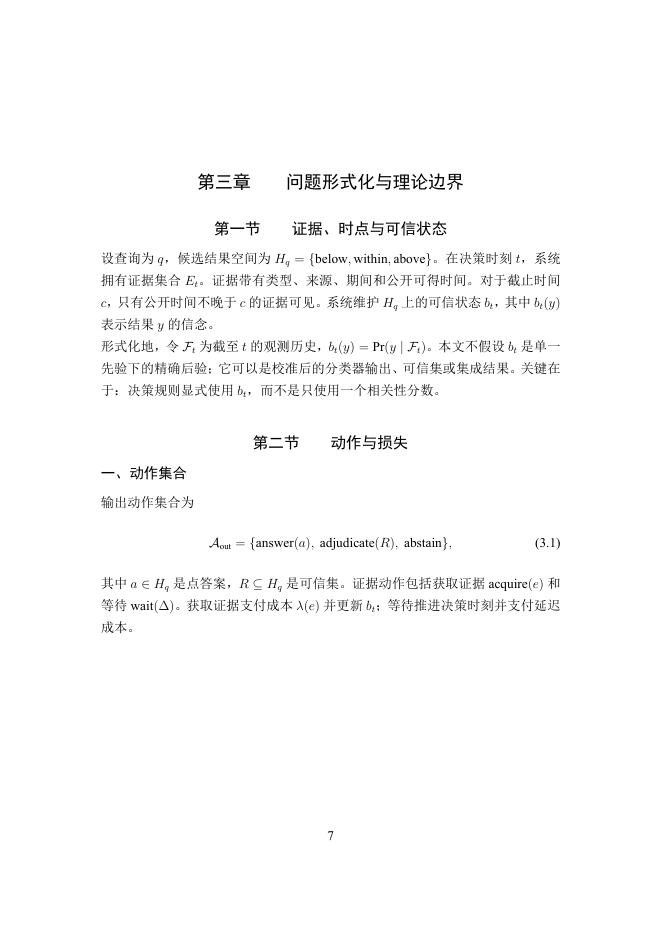 第三章 问题形式化与理论边界
第一节 证据、时点与可信状态
设查询为 q，候选结果空间为 H_q = {below, within, above}。在决策时刻 t，系统
拥有证据集合 E_t。证据带有类型、来源、期间和公开可得时间。对于截止时间
c，只有公开时间不晚于 c 的证据可见。系统维护 H_q 上的可信状态 b_t，其中 b_t(y)
表示结果 y 的信念。
形式化地，令 ℱ_t 为截至 t 的观测历史，b_t(y) = Pr(y | ℱ_t)。本文不假设 b_t 是单一
先验下的精确后验；它可以是校准后的分类器输出、可信集或集成结果。关键在
于：决策规则显式使用 b_t，而不是只使用一个相关性分数。
第二节 动作与损失
一、动作集合
输出动作集合为
𝒜_out = {answer(a), adjudicate(R), abstain}, (3.1)
其中 a ∈ H_q 是点答案，R ⊆ H_q 是可信集。证据动作包括获取证据 acquire(e) 和
等待 wait(Δ)。获取证据支付成本 λ(e) 并更新 b_t；等待推进决策时刻并支付延迟
成本。
7